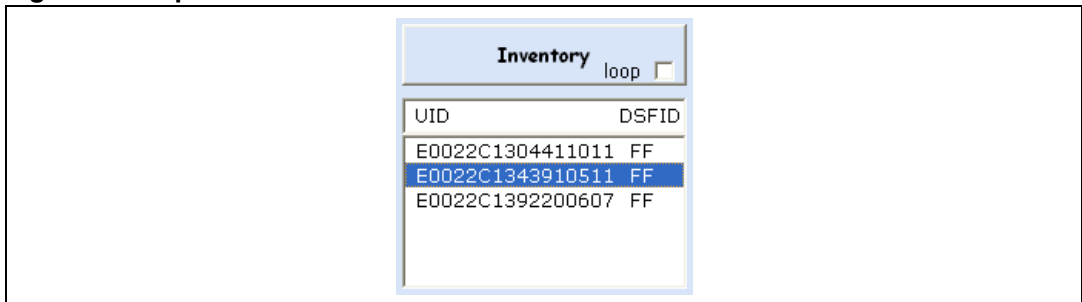 Inventory
loop
UID DSFID
E0022C1304411011 FF
E0022C1343910511 FF
E0022C1392200607 FF